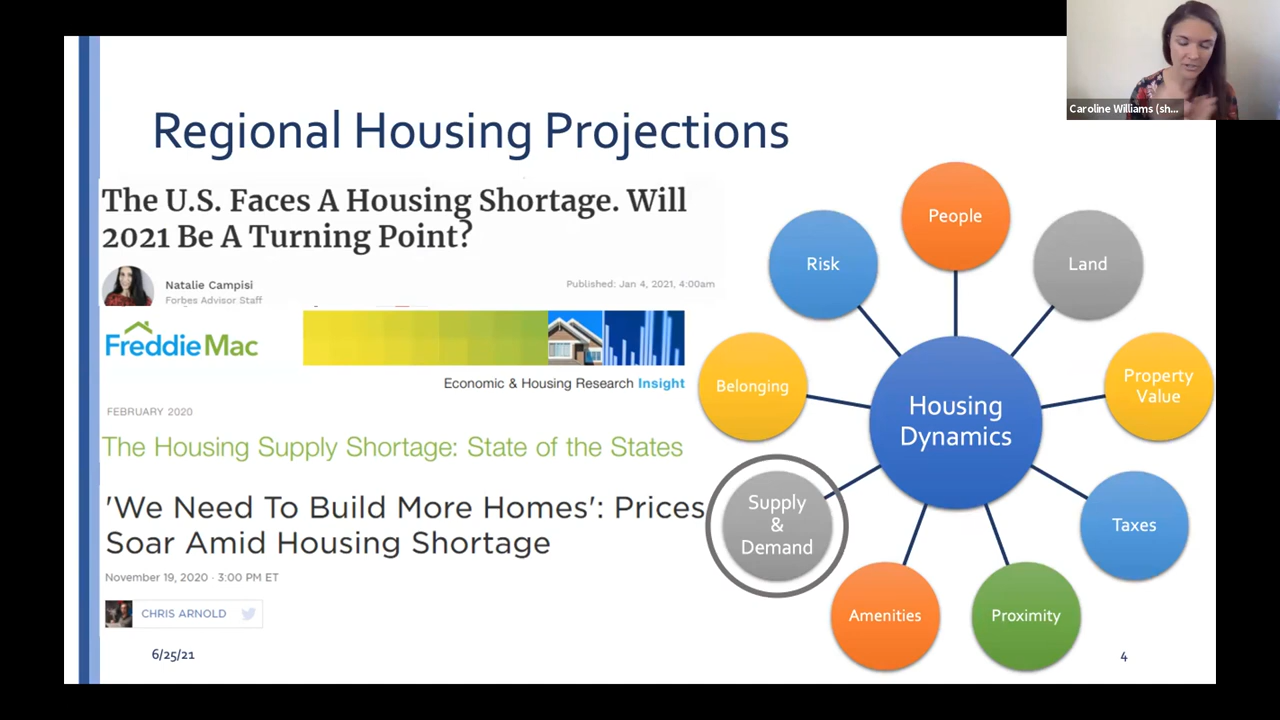 Caroline Williams (sh...
Regional Housing Projections
The U.S. Faces A Housing Shortage. Will
2021 Be A Turning Point?
Natalie Campisi
Forbes Advisor Staff
Published: Jan 4, 2021, 4:00am
Freddie Mac
Economic & Housing Research Insight
FEBRUARY 2020
The Housing Supply Shortage: State of the States
'We Need To Build More Homes': Prices
Soar Amid Housing Shortage
November 19, 2020 · 3:00 PM ET
CHRIS ARNOLD
People
Land
Property
Value
Taxes
Proximity
Amenities
Supply
&
Demand
Belonging
Risk
Housing
Dynamics
6/25/21
4